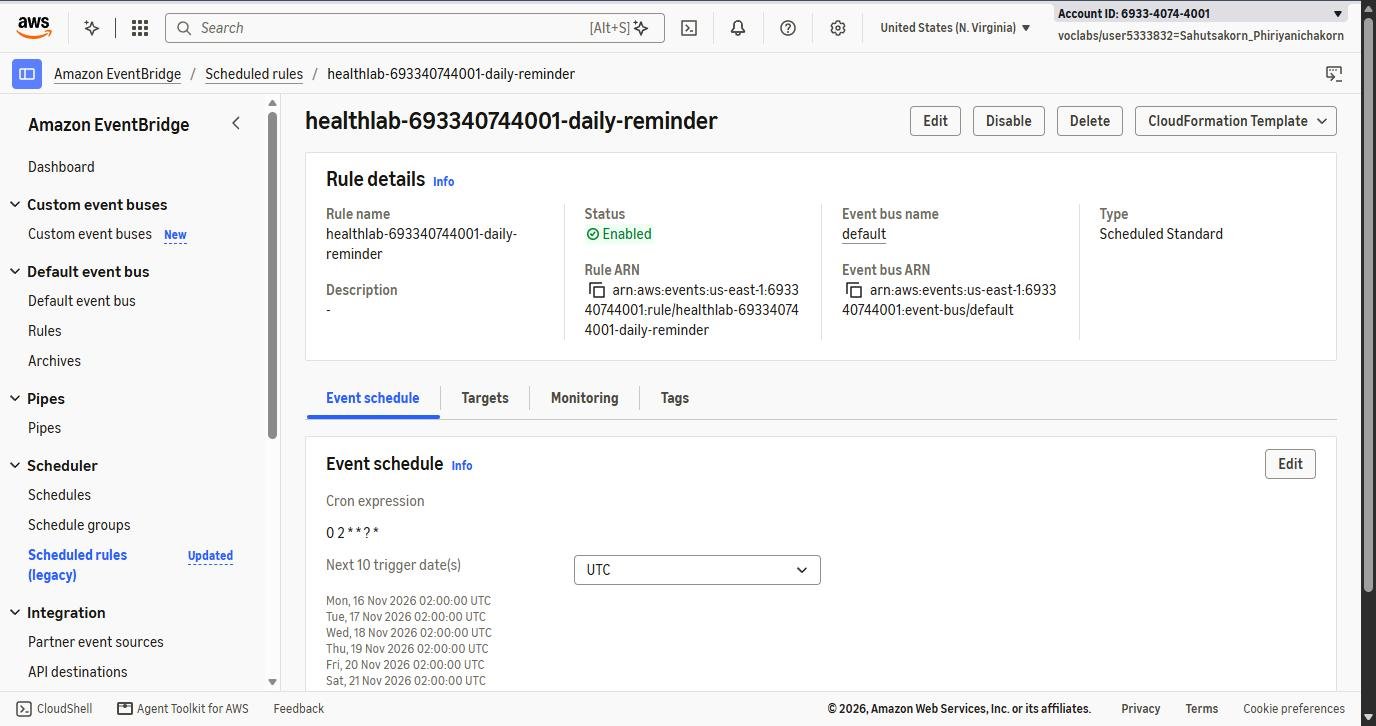 aws
Search
[Alt+S]
United States (N. Virginia)
Account ID: 6933-4074-4001
voclabs/user5333832=Sahutsakorn_Phiriyanichakorn
Amazon EventBridge / Scheduled rules / healthlab-693340744001-daily-reminder
Amazon EventBridge
Dashboard
Custom event buses
Custom event buses New
Default event bus
Default event bus
Rules
Archives
Pipes
Pipes
Scheduler
Schedules
Schedule groups
Scheduled rules
(legacy)
Updated
Integration
Partner event sources
API destinations
healthlab-693340744001-daily-reminder
Edit
Disable
Delete
CloudFormation Template
Rule details Info
Rule name
healthlab-693340744001-daily-
reminder
Description
-
Status
Enabled
Rule ARN
arn:aws:events:us-east-1:6933
40744001:rule/healthlab-69334074
4001-daily-reminder
Event bus name
default
Event bus ARN
arn:aws:events:us-east-1:6933
40744001:event-bus/default
Type
Scheduled Standard
Event schedule
Targets
Monitoring
Tags
Event schedule Info
Edit
Cron expression
0 2 * * ? *
Next 10 trigger date(s)
UTC
Mon, 16 Nov 2026 02:00:00 UTC
Tue, 17 Nov 2026 02:00:00 UTC
Wed, 18 Nov 2026 02:00:00 UTC
Thu, 19 Nov 2026 02:00:00 UTC
Fri, 20 Nov 2026 02:00:00 UTC
Sat, 21 Nov 2026 02:00:00 UTC
CloudShell
Agent Toolkit for AWS
Feedback
© 2026, Amazon Web Services, Inc. or its affiliates.
Privacy
Terms
Cookie preferences